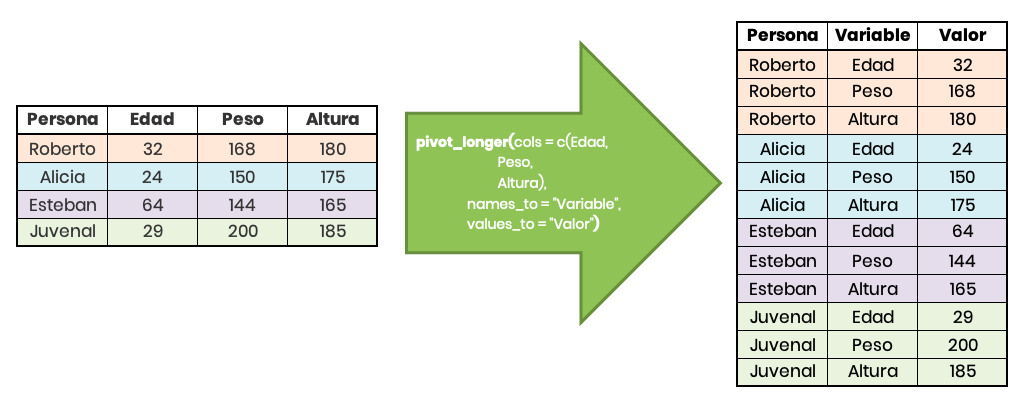 Persona Edad Peso Altura
Roberto 32 168 180
Alicia 24 150 175
Esteban 64 144 165
Juvenal 29 200 185
pivot_longer(cols = c(Edad,
Peso,
Altura),
names_to = "Variable",
values_to = "Valor")
Persona Variable Valor
Roberto Edad 32
Roberto Peso 168
Roberto Altura 180
Alicia Edad 24
Alicia Peso 150
Alicia Altura 175
Esteban Edad 64
Esteban Peso 144
Esteban Altura 165
Juvenal Edad 29
Juvenal Peso 200
Juvenal Altura 185